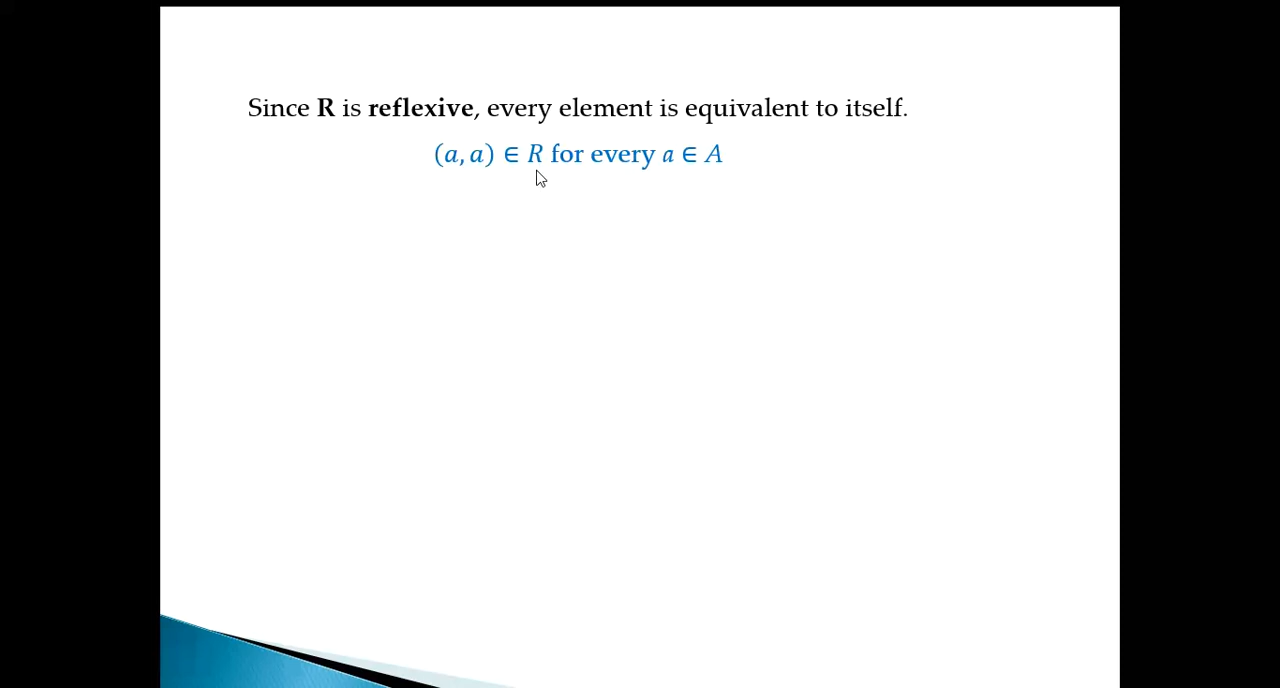 Since R is reflexive, every element is equivalent to itself.
(a, a) ∈ R for every a ∈ A